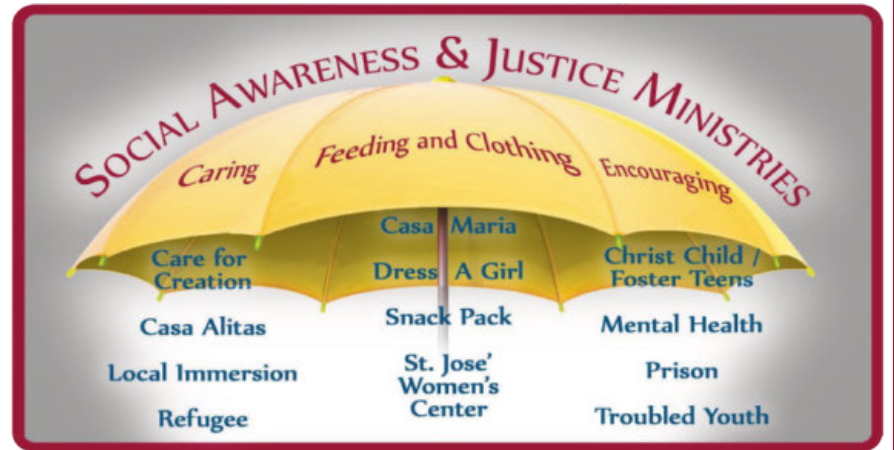 SOCIAL AWARENESS & JUSTICE MINISTRIES
Caring
Feeding and Clothing
Encouraging
Care for
Creation
Casa Alitas
Local Immersion
Refugee
Casa Maria
Dress A Girl
Snack Pack
St. Jose'
Women's
Center
Christ Child /
Foster Teens
Mental Health
Prison
Troubled Youth